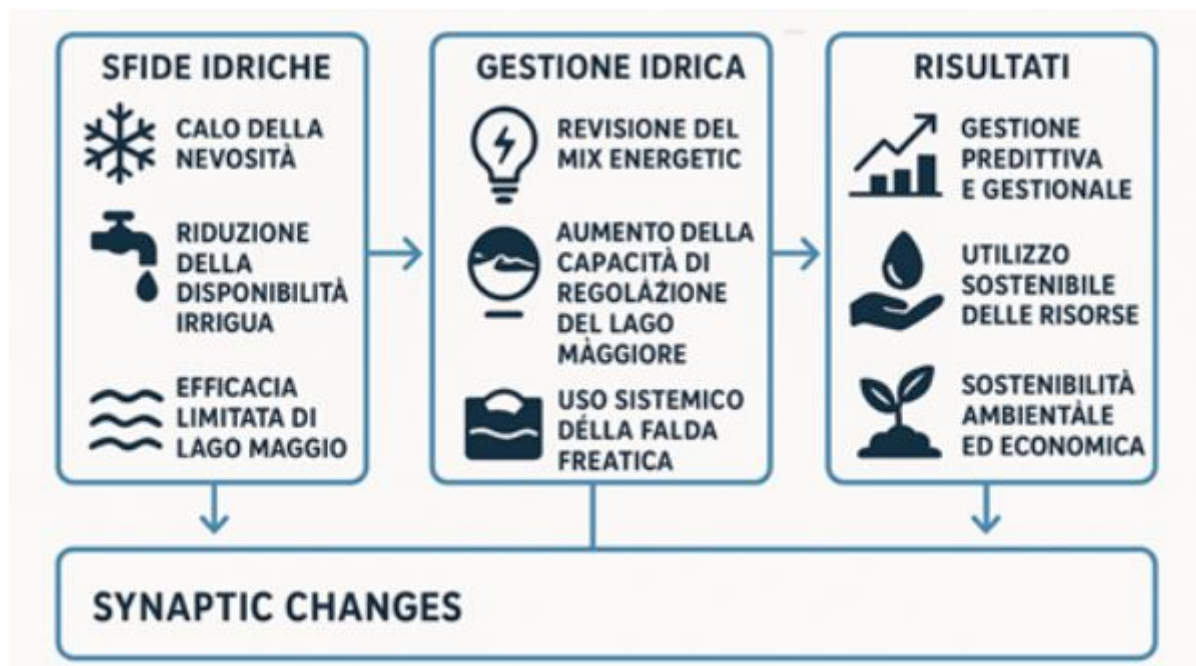 SFIDE IDRICHE
CALO DELLA
NEVOSITÀ
RIDUZIONE
DELLA
DISPONIBILITÀ
IRRIGUA
EFFICACIA
LIMITATA DI
LAGO MAGGIO
GESTIONE IDRICA
REVISIONE DEL
MIX ENERGETIC
AUMENTO DELLA
CAPACITÀ DI
REGOLÁZIONE
DEL LAGO
MÀGGIORE
USO SISTEMICO
DÉLLA FALDA
FREATICA
RISULTATI
GESTIONE
PREDITTIVA
E GESTIONALE
UTILIZZO
SOSTENIBILE
DELLE RISORSE
SOSTENIBILITÀ
AMBIENTÀLE
ED ECONOMICA
SYNAPTIC CHANGES